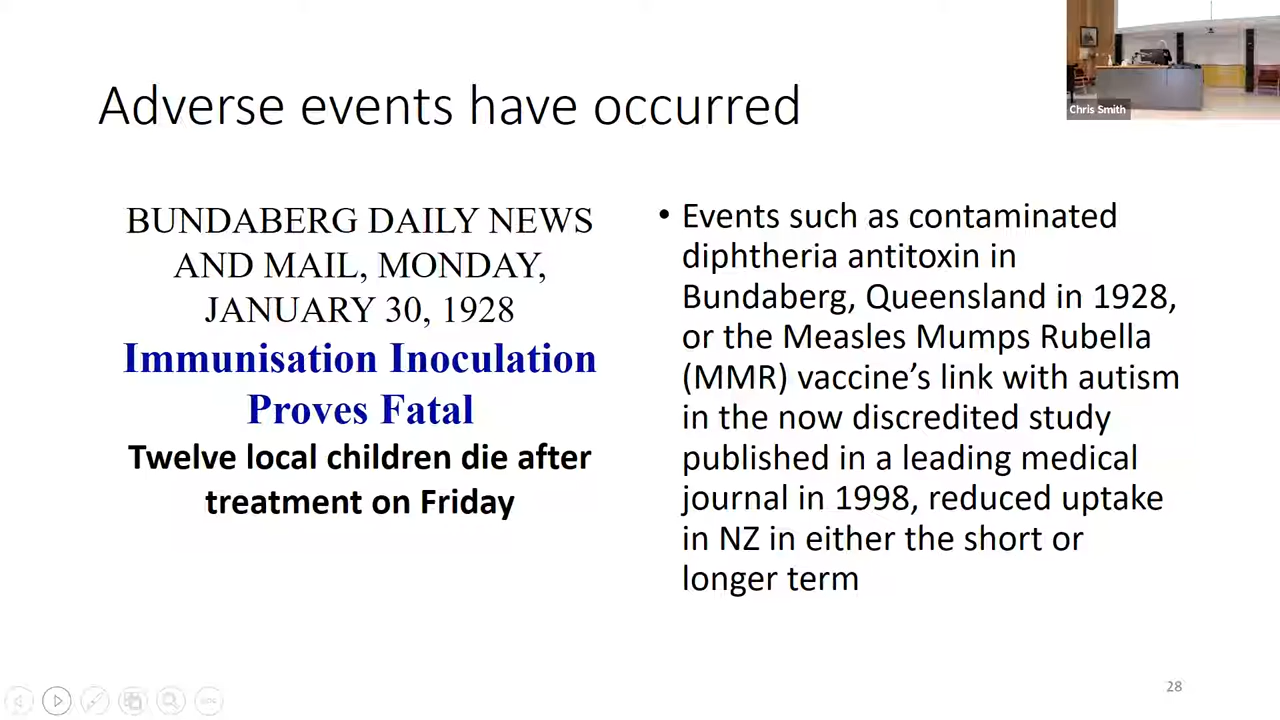 Adverse events have occurred
Chris Smith
BUNDABERG DAILY NEWS
AND MAIL, MONDAY,
JANUARY 30, 1928
Immunisation Inoculation
Proves Fatal
Twelve local children die after
treatment on Friday
• Events such as contaminated
diphtheria antitoxin in
Bundaberg, Queensland in 1928,
or the Measles Mumps Rubella
(MMR) vaccine’s link with autism
in the now discredited study
published in a leading medical
journal in 1998, reduced uptake
in NZ in either the short or
longer term
28